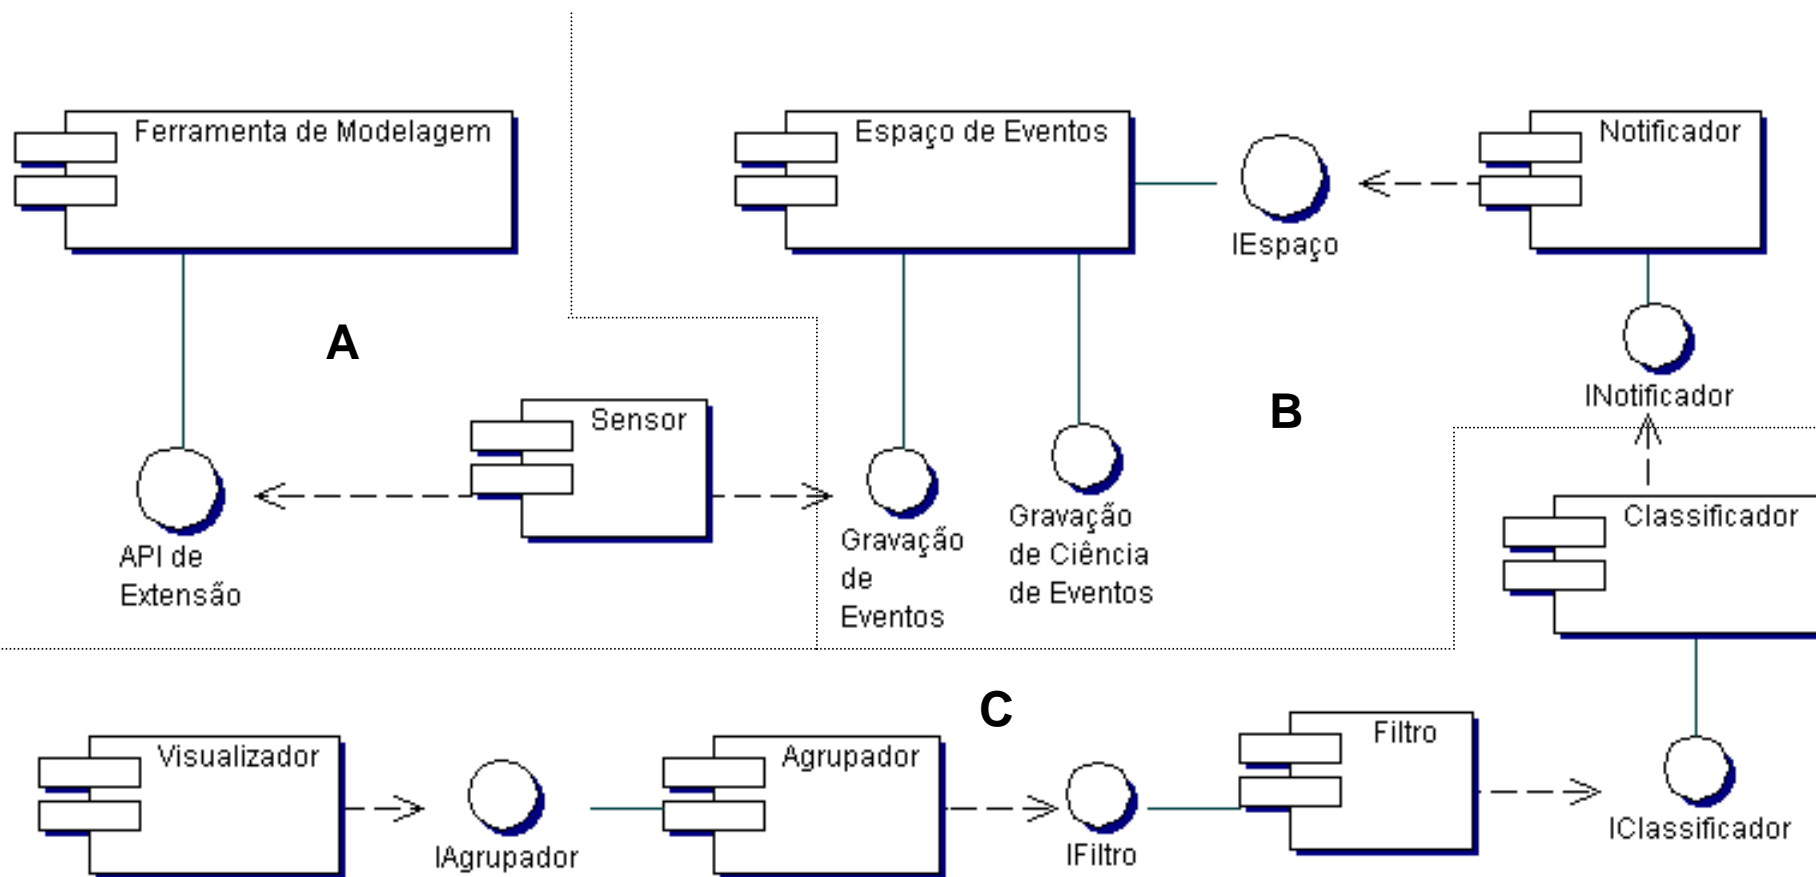 Ferramenta de Modelagem
Espaço de Eventos
Notificador
IEspaço
A
INotificador
B
Sensor
API de
Extensão
Gravação
de
Eventos
Gravação
de Ciência
de Eventos
Classificador
C
Visualizador
IAgrupador
Agrupador
IFiltro
Filtro
IClassificador